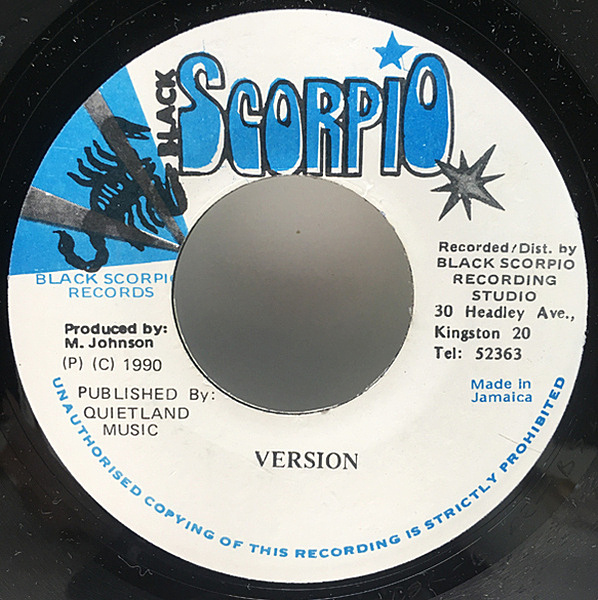 BLACK
SCORPIO
BLACK SCORPIO
RECORDS
Produced by:
M. Johnson
(P) (C) 1990
PUBLISHED By:
QUIETLAND
MUSIC
Recorded/Dist. by
BLACK SCORPIO
RECORDING
STUDIO
30 Headley Ave.,
Kingston 20
Tel: 52363
Made in
Jamaica
VERSION
UNAUTHORISED COPYING OF THIS RECORDING IS STRICTLY PROHIBITED